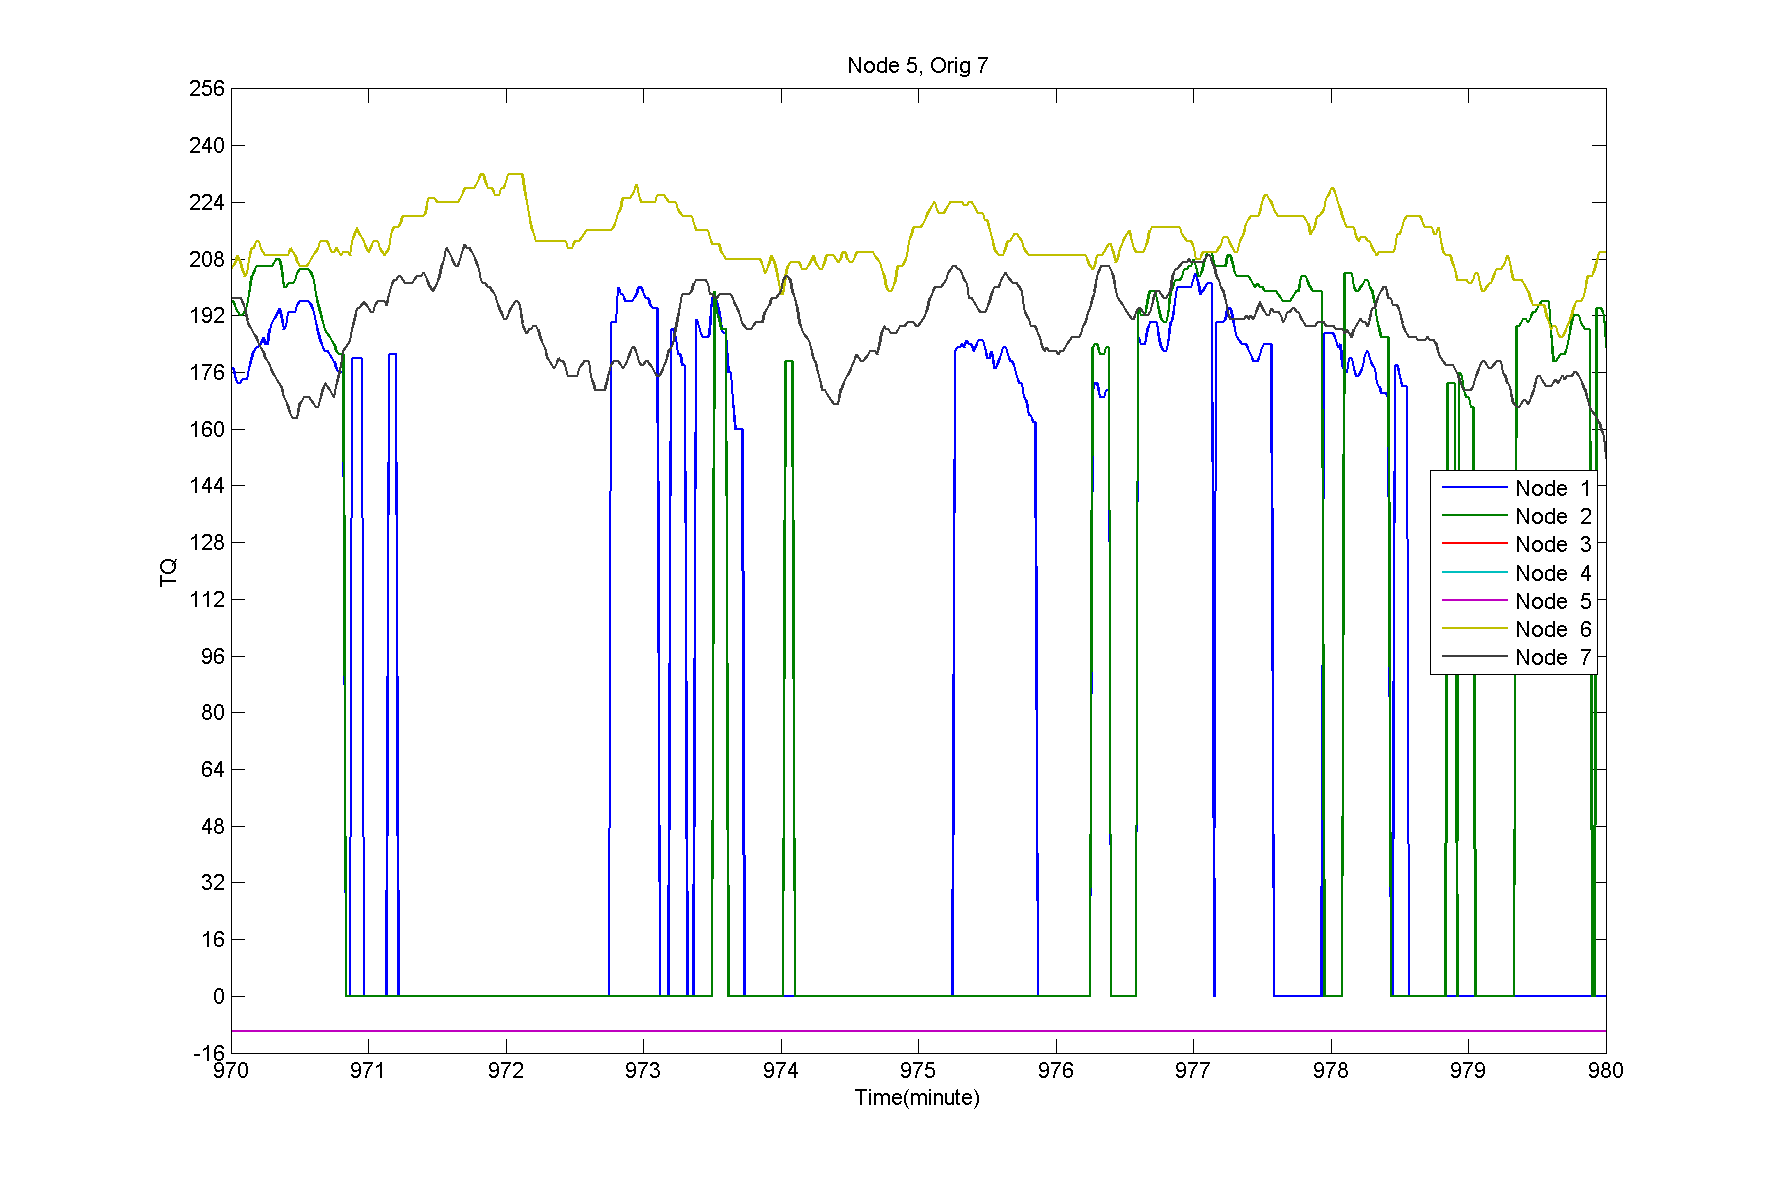 Node 5, Orig 7
256
240
224
208
192
176
160
144
128
112
96
80
64
48
32
16
0
-16
TQ
Node 1
Node 2
Node 3
Node 4
Node 5
Node 6
Node 7
970 971 972 973 974 975 976 977 978 979 980
Time(minute)